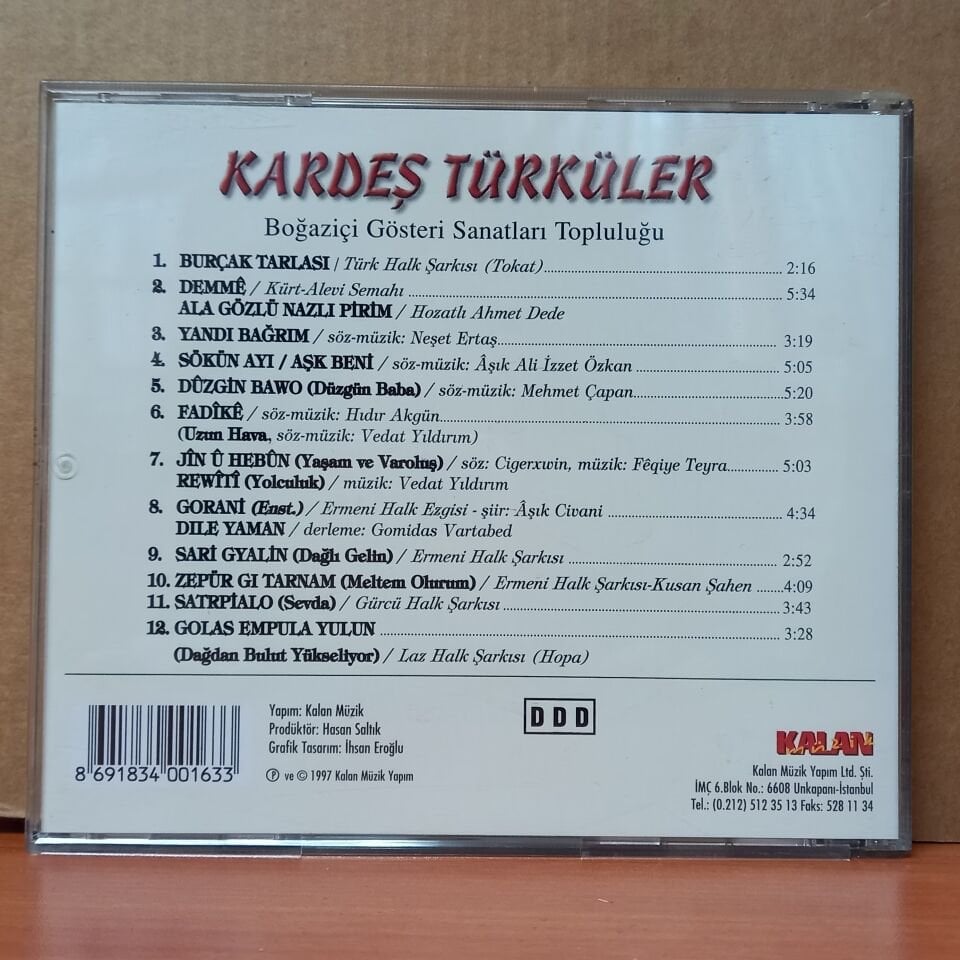 KARDEŞ TÜRKÜLER
Boğaziçi Gösteri Sanatları Topluluğu
1. BURÇAK TARLASI / Türk Halk Şarkısı (Tokat) 2:16
2. DEMMÊ / Kürt-Alevi Semahı 5:34
ALA GÖZLÜ NAZLI PİRİM / Hozatlı Ahmet Dede
3. YANDI BAĞRIM / söz-müzik: Neşet Ertaş 3:19
4. SÖKÜN AYI / AŞK BENİ / söz-müzik: Âşık Ali İzzet Özkan 5:05
5. DÛZGIN BAWO (Düzgün Baba) / söz-müzik: Mehmet Çapan 5:20
6. FADÎKÊ / söz-müzik: Hıdır Akgün 3:58
(Uzun Hava, söz-müzik: Vedat Yıldırım)
7. JÎN Û HEBÛN (Yaşam ve Varoluş) / söz: Cigerxwin, müzik: Fêqiye Teyra 5:03
REWÎTÎ (Yolculuk) / müzik: Vedat Yıldırım
8. GORANİ (Enst.) / Ermeni Halk Ezgisi - şiir: Âşık Civani 4:34
DILE YAMAN / derleme: Gomidas Vartabed
9. SARİ GYALİN (Dağlı Gelin) / Ermeni Halk Şarkısı 2:52
10. ZEPÜR GI TARNAM (Meltem Olurum) / Ermeni Halk Şarkısı-Kusan Şahen 4:09
11. SATRPİALO (Sevda) / Gürcü Halk Şarkısı 3:43
12. GOLAS EMPULA YULUN 3:28
(Dağdan Bulut Yükseliyor) / Laz Halk Şarkısı (Hopa)
8 691834 001633
Yapım: Kalan Müzik
Prodüktör: Hasan Saltık
Grafik Tasarım: İhsan Eroğlu
Ⓟ ve © 1997 Kalan Müzik Yapım
DDD
KALAN
müzik
Kalan Müzik Yapım Ltd. Şti.
İMÇ 6.Blok No.: 6608 Unkapanı-İstanbul
Tel.: (0.212) 512 35 13 Faks: 528 11 34